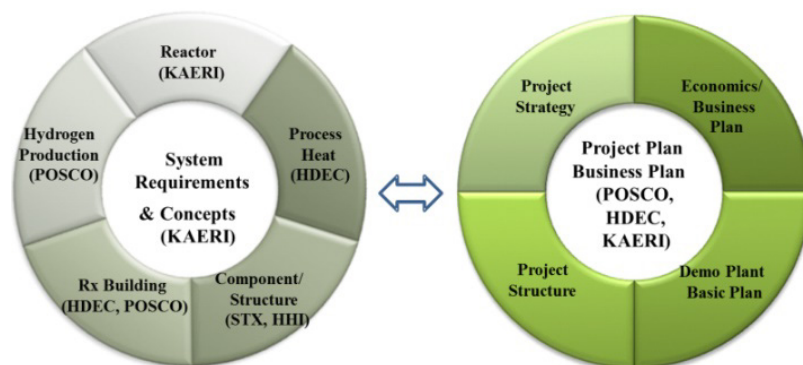 Reactor
(KAERI)
Hydrogen
Production
(POSCO)
Process
Heat
(HDEC)
System
Requirements
& Concepts
(KAERI)
Rx Building
(HDEC, POSCO)
Component/
Structure
(STX, HHI)
Project
Strategy
Economics/
Business
Plan
Project Plan
Business Plan
(POSCO,
HDEC,
KAERI)
Project
Structure
Demo Plant
Basic Plan